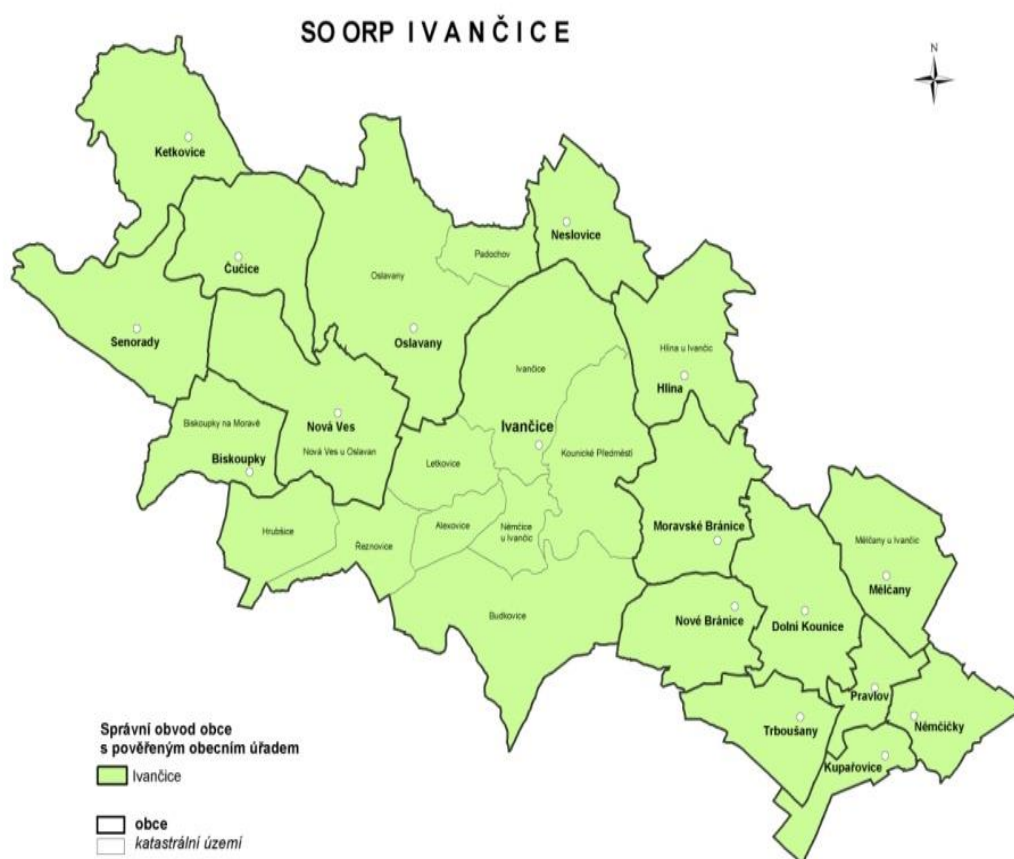 SO ORP IVANČICE
N
Ketkovice
Neslovice
Padochov
Čučice
Oslavany
Senorady
Oslavany
Hlína u Ivančic
Ivančice
Hlína
Biskoupky na Moravě
Nová Ves
Ivančice
Nová Ves u Oslavan
Kounické Předměstí
Biskoupky
Letkovice
Hrubšice
Alexovice
Němčice
u Ivančic
Moravské Bránice
Řeznovice
Mělčany u Ivančic
Mělčany
Budkovice
Nové Bránice
Dolní Kounice
Pravlov
Trboušany
Němčičky
Kupařovice
Správní obvod obce
s pověřeným obecním úřadem
Ivančice
obce
katastrální území